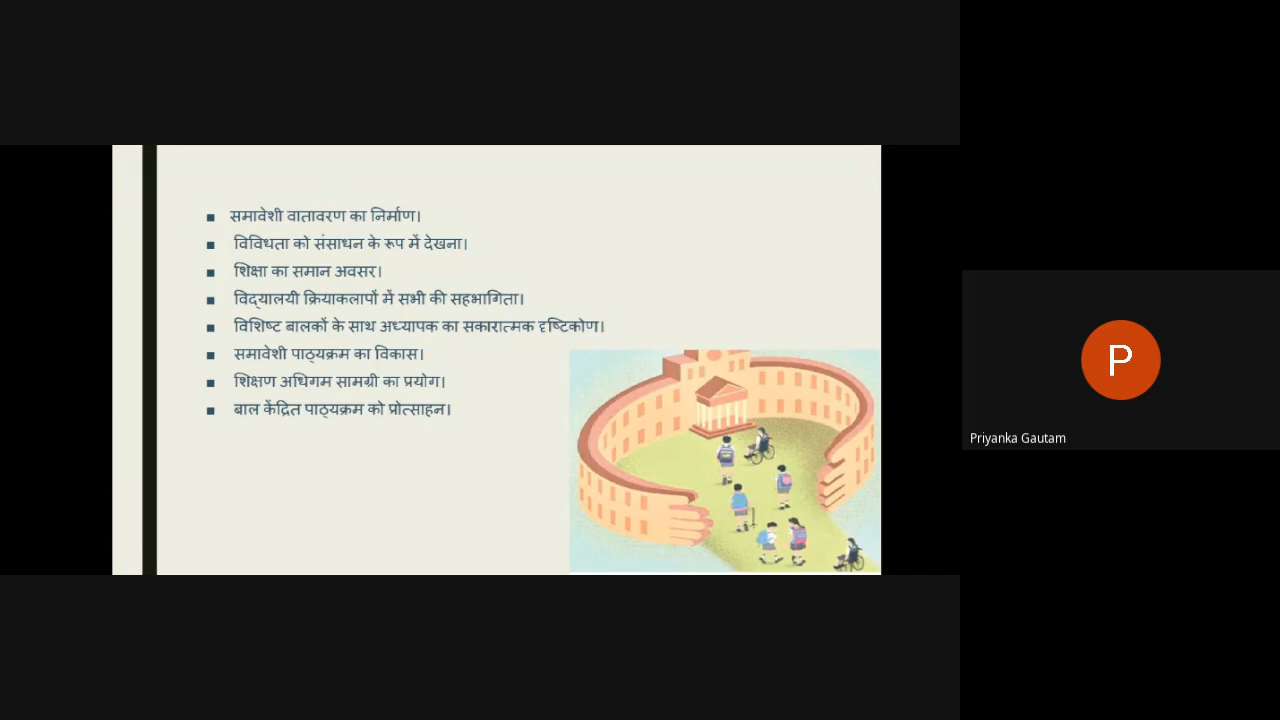 ■ समावेशी वातावरण का निर्माण।
■ विविधता को संसाधन के रूप में देखना।
■ शिक्षा का समान अवसर।
■ विद्यालयी क्रियाकलापों में सभी की सहभागिता।
■ विशिष्ट बालकों के साथ अध्यापक का सकारात्मक दृष्टिकोण।
■ समावेशी पाठ्यक्रम का विकास।
■ शिक्षण अधिगम सामग्री का प्रयोग।
■ बाल केंद्रित पाठ्यक्रम को प्रोत्साहन।
P
Priyanka Gautam